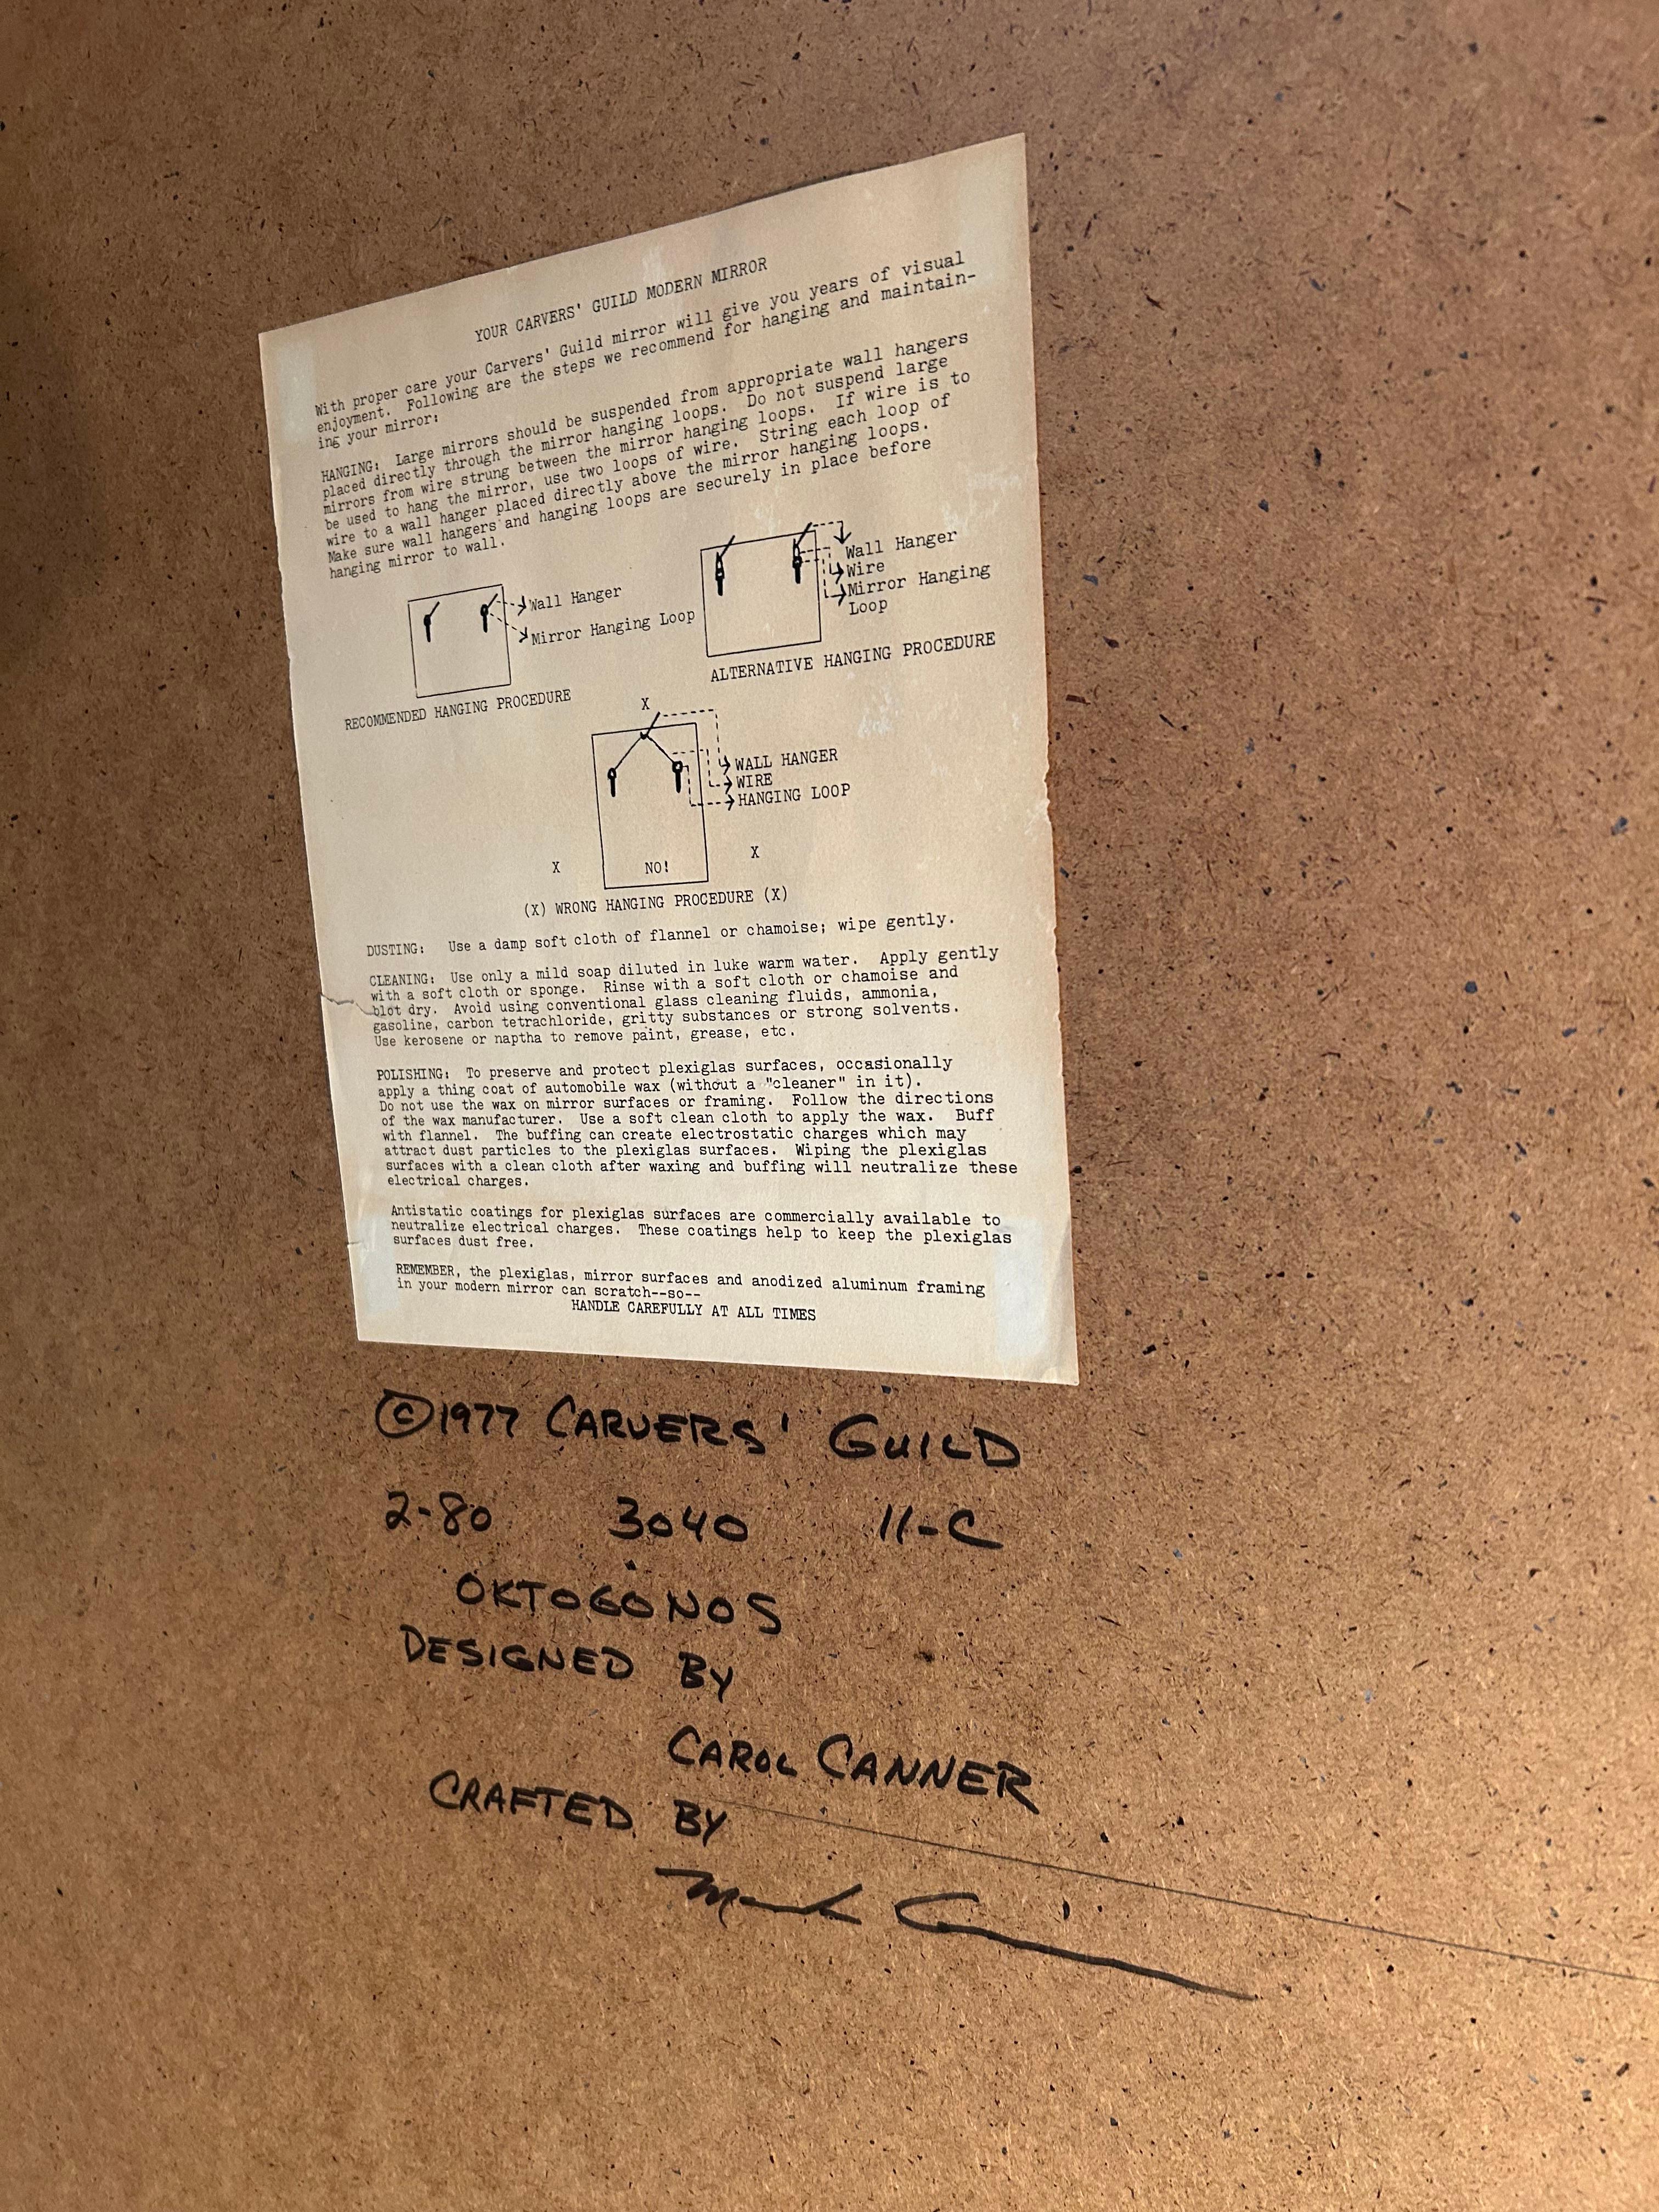 YOUR CARVERS' GUILD MODERN MIRROR
With proper care your Carvers' Guild mirror will give you years of visual
enjoyment. Following are the steps we recommend for hanging and maintain-
ing your mirror:
HANGING: Large mirrors should be suspended from appropriate wall hangers
placed directly through the mirror hanging loops. Do not suspend large
mirrors from wire strung between the mirror hanging loops. If wire is to
be used to hang the mirror, use two loops of wire. String each loop of
wire to a wall hanger placed directly above the mirror hanging loops.
Make sure wall hangers and hanging loops are securely in place before
hanging mirror to wall.
Wall Hanger
Mirror Hanging Loop
RECOMMENDED HANGING PROCEDURE
Wall Hanger
Wire
Mirror Hanging
Loop
ALTERNATIVE HANGING PROCEDURE
X
WALL HANGER
WIRE
HANGING LOOP
X NO! X
(X) WRONG HANGING PROCEDURE (X)
DUSTING: Use a damp soft cloth of flannel or chamoise; wipe gently.
CLEANING: Use only a mild soap diluted in luke warm water. Apply gently
with a soft cloth or sponge. Rinse with a soft cloth or chamoise and
blot dry. Avoid using conventional glass cleaning fluids, ammonia,
gasoline, carbon tetrachloride, gritty substances or strong solvents.
Use kerosene or naptha to remove paint, grease, etc.
POLISHING: To preserve and protect plexiglas surfaces, occasionally
apply a thing coat of automobile wax (without a "cleaner" in it).
Do not use the wax on mirror surfaces or framing. Follow the directions
of the wax manufacturer. Use a soft clean cloth to apply the wax. Buff
with flannel. The buffing can create electrostatic charges which may
attract dust particles to the plexiglas surfaces. Wiping the plexiglas
surfaces with a clean cloth after waxing and buffing will neutralize these
electrical charges.
Antistatic coatings for plexiglas surfaces are commercially available to
neutralize electrical charges. These coatings help to keep the plexiglas
surfaces dust free.
REMEMBER, the plexiglas, mirror surfaces and anodized aluminum framing
in your modern mirror can scratch--so--
HANDLE CAREFULLY AT ALL TIMES
©1977 CARVERS' GUILD
2-80 3040 11-C
OKTOGONOS
DESIGNED BY
CAROL CANNER
CRAFTED BY